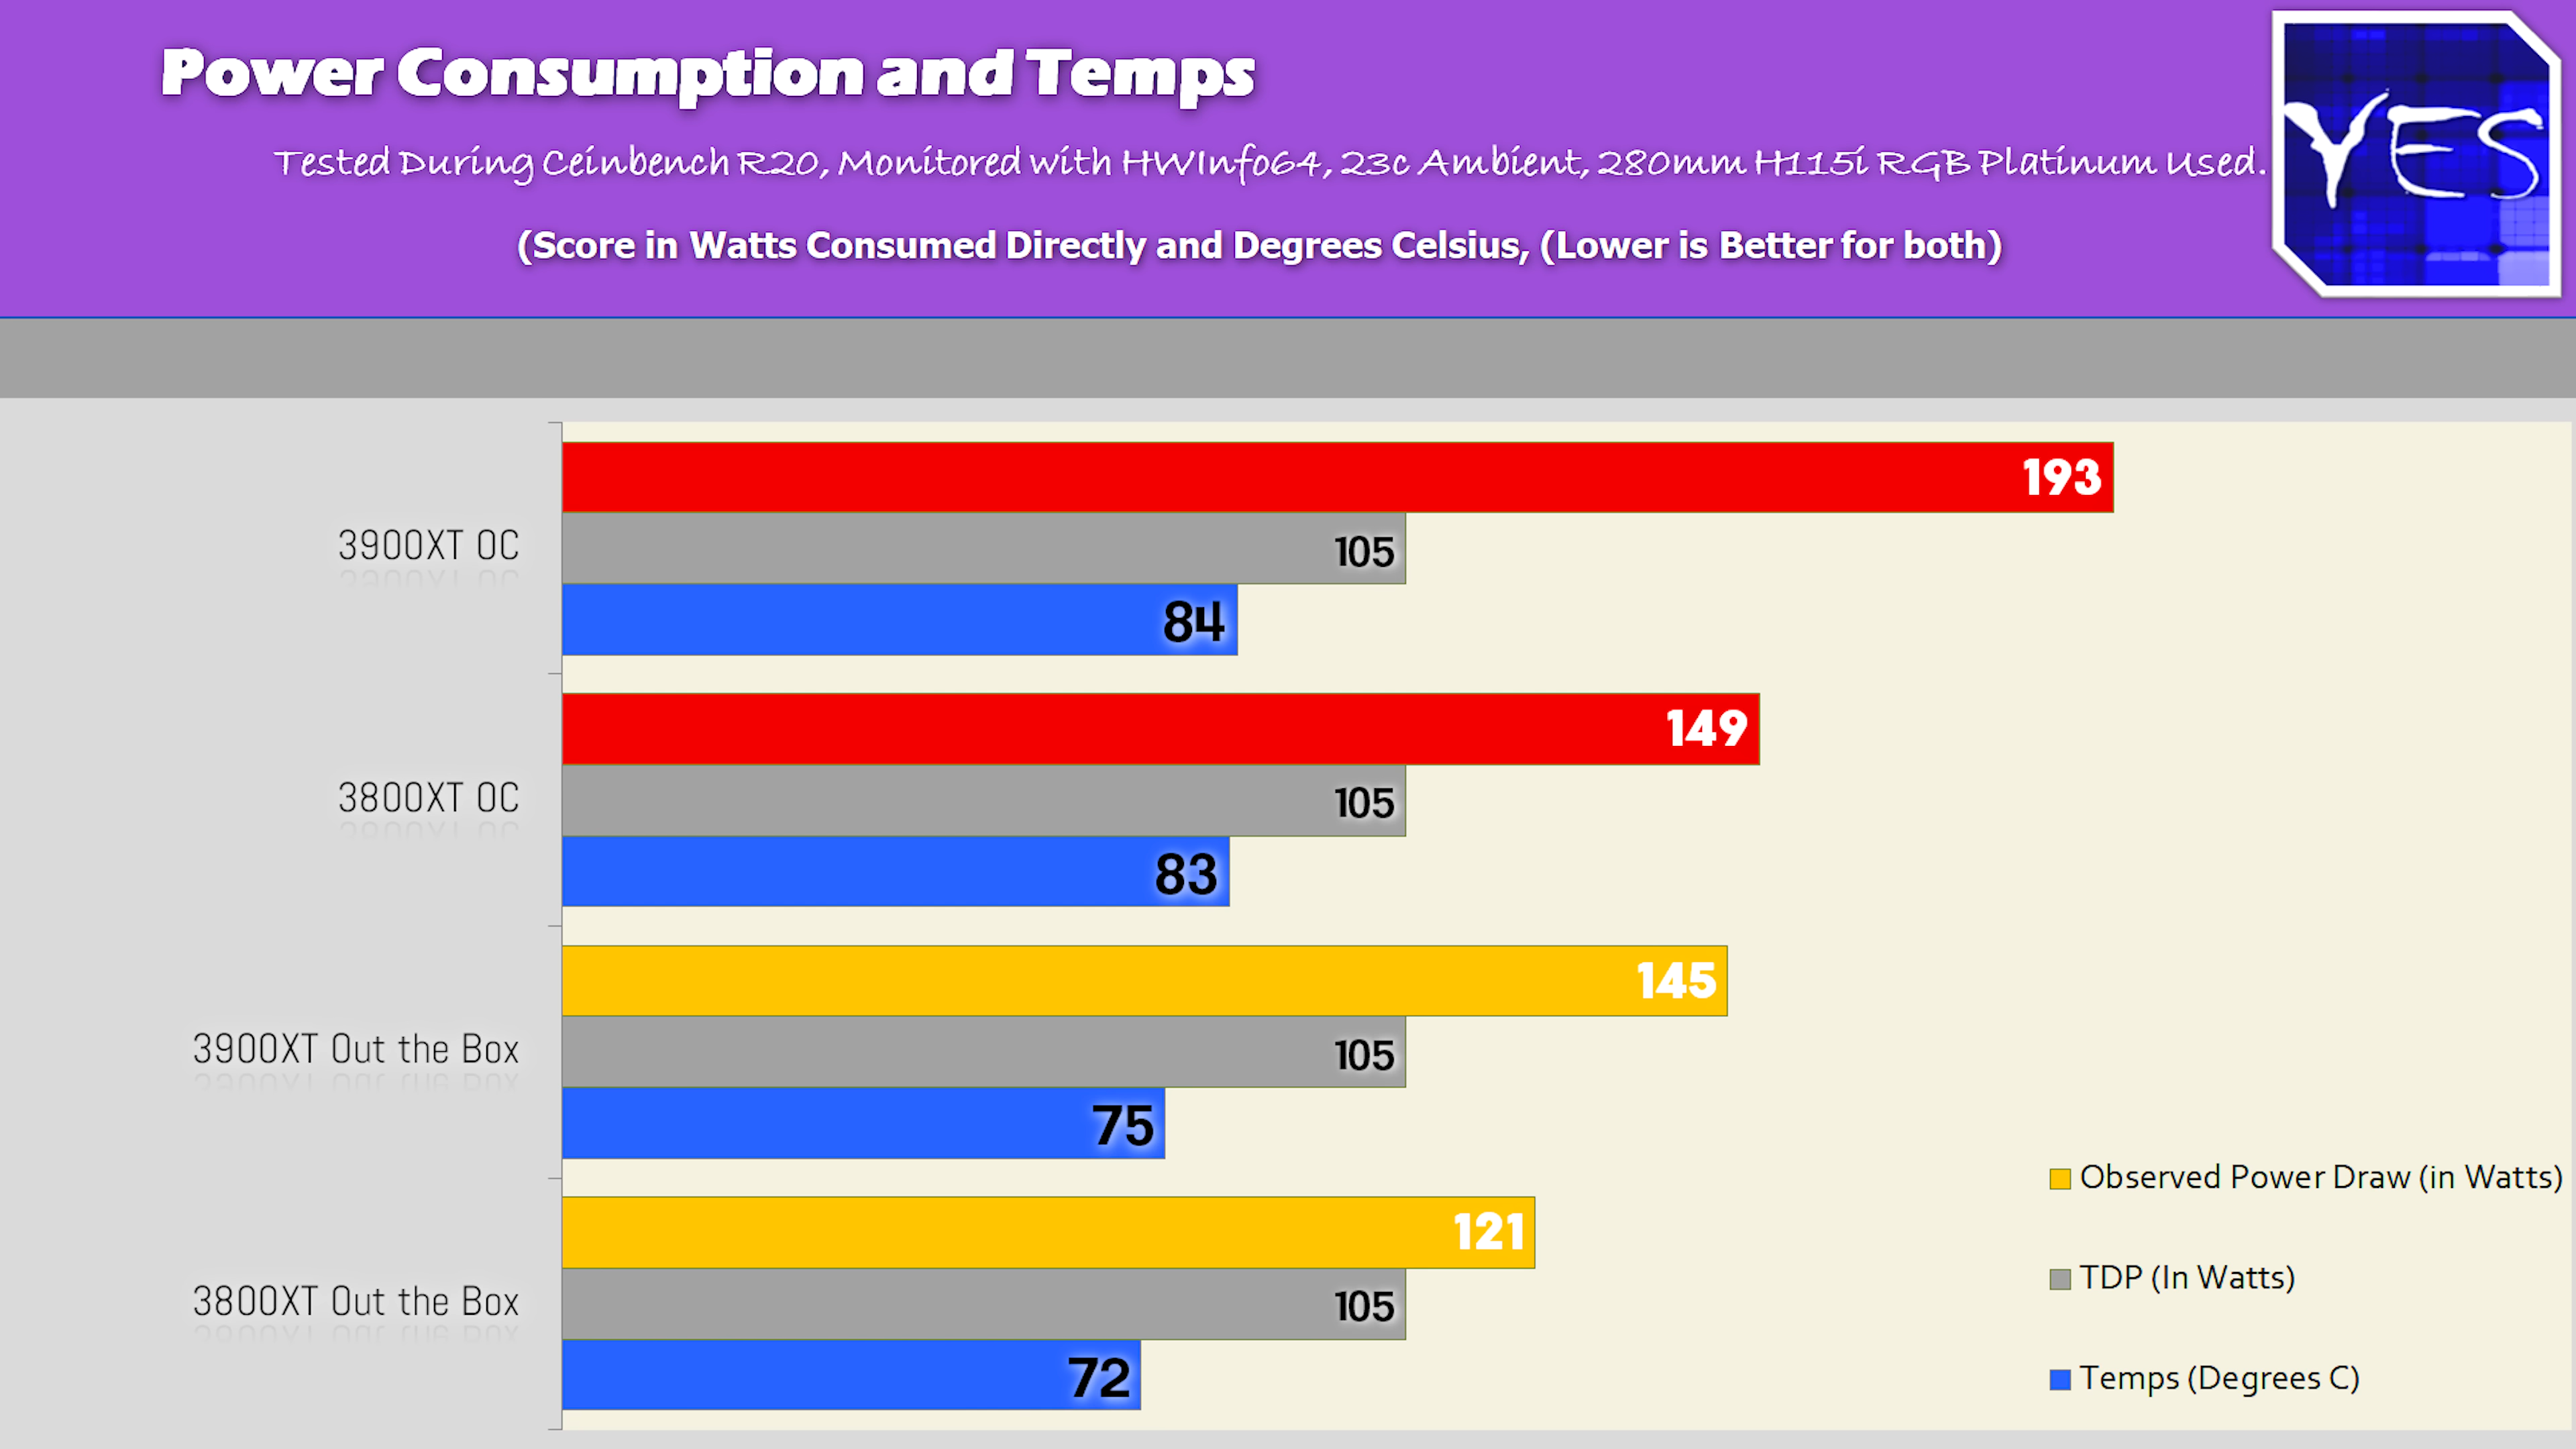 Power Consumption and Temps
YES
Tested During Ceinbench R20, Monitored with HWInfo64, 23c Ambient, 280mm H115i RGB Platinum Used.
(Score in Watts Consumed Directly and Degrees Celsius, (Lower is Better for both)
193
3900XT OC
105
84
149
3800XT OC
105
83
145
3900XT Out the Box
105
75
121
3800XT Out the Box
105
72
Observed Power Draw (in Watts)
TDP (In Watts)
Temps (Degrees C)